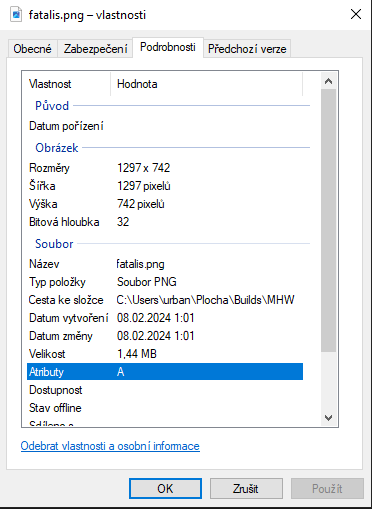 fatalis.png – vlastnosti
Obecné Zabezpečení Podrobnosti Předchozí verze
Vlastnost Hodnota
Původ
Datum pořízení
Obrázek
Rozměry 1297 x 742
Šířka 1297 pixelů
Výška 742 pixelů
Bitová hloubka 32
Soubor
Název fatalis.png
Typ položky Soubor PNG
Cesta ke složce C:\Users\urban\Plocha\Builds\MHW
Datum vytvoření 08.02.2024 1:01
Datum změny 08.02.2024 1:01
Velikost 1,44 MB
Atributy A
Dostupnost
Stav offline
Odebrat vlastnosti a osobní informace
OK Zrušit Použít